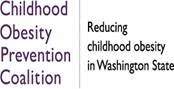 Childhood
Obesity
Prevention
Coalition
Reducing
childhood obesity
in Washington State